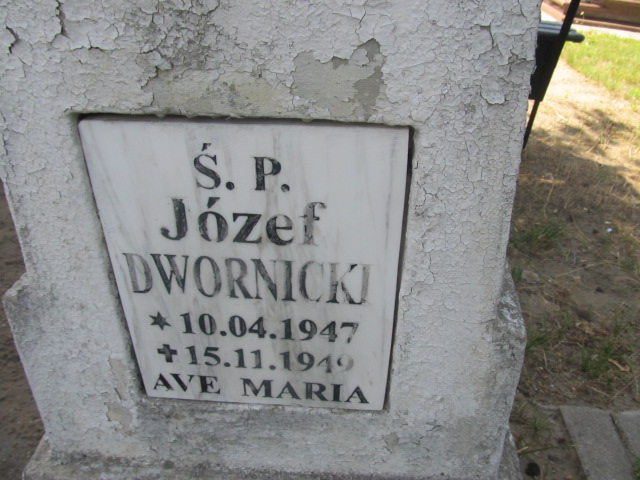 Ś. P.
Józef
DWORNICKI
* 10.04.1947
✝ 15.11.1949
AVE MARIA